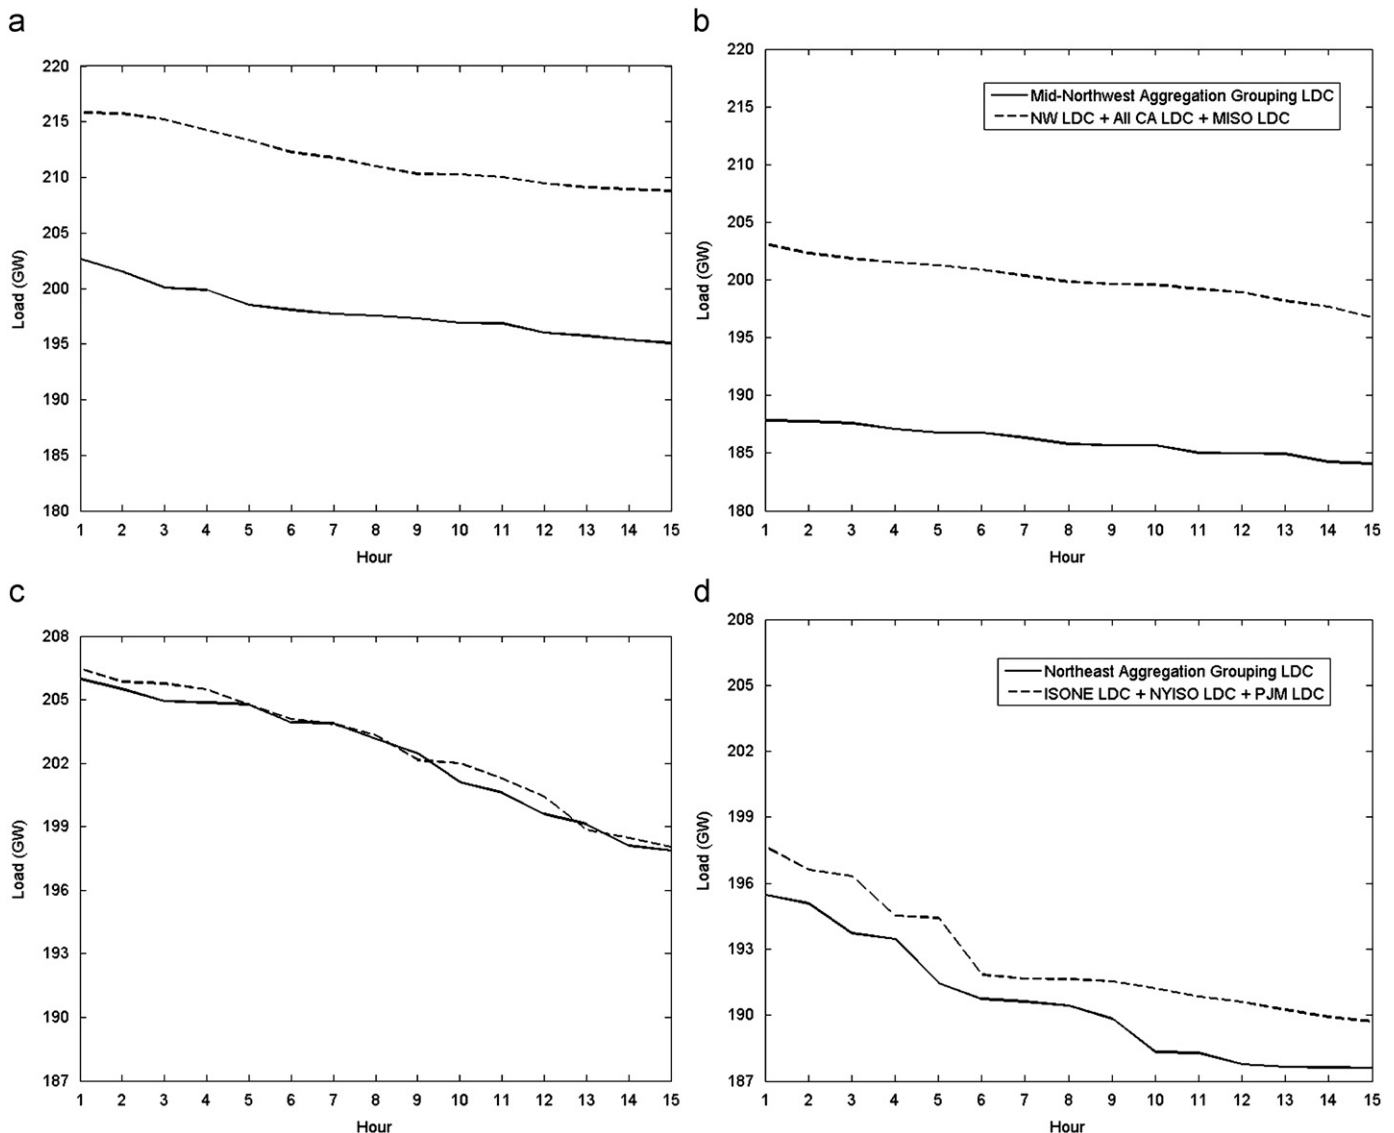 a
220
215
210
205
200
195
190
185
180
Load (GW)
1 2 3 4 5 6 7 8 9 10 11 12 13 14 15
Hour
b
220
215
210
205
200
195
190
185
180
Load (GW)
Mid-Northwest Aggregation Grouping LDC
NW LDC + All CA LDC + MISO LDC
1 2 3 4 5 6 7 8 9 10 11 12 13 14 15
Hour
c
208
205
202
199
196
193
190
187
Load (GW)
1 2 3 4 5 6 7 8 9 10 11 12 13 14 15
Hour
d
208
205
202
199
196
193
190
187
Load (GW)
Northeast Aggregation Grouping LDC
ISONE LDC + NYISO LDC + PJM LDC
1 2 3 4 5 6 7 8 9 10 11 12 13 14 15
Hour